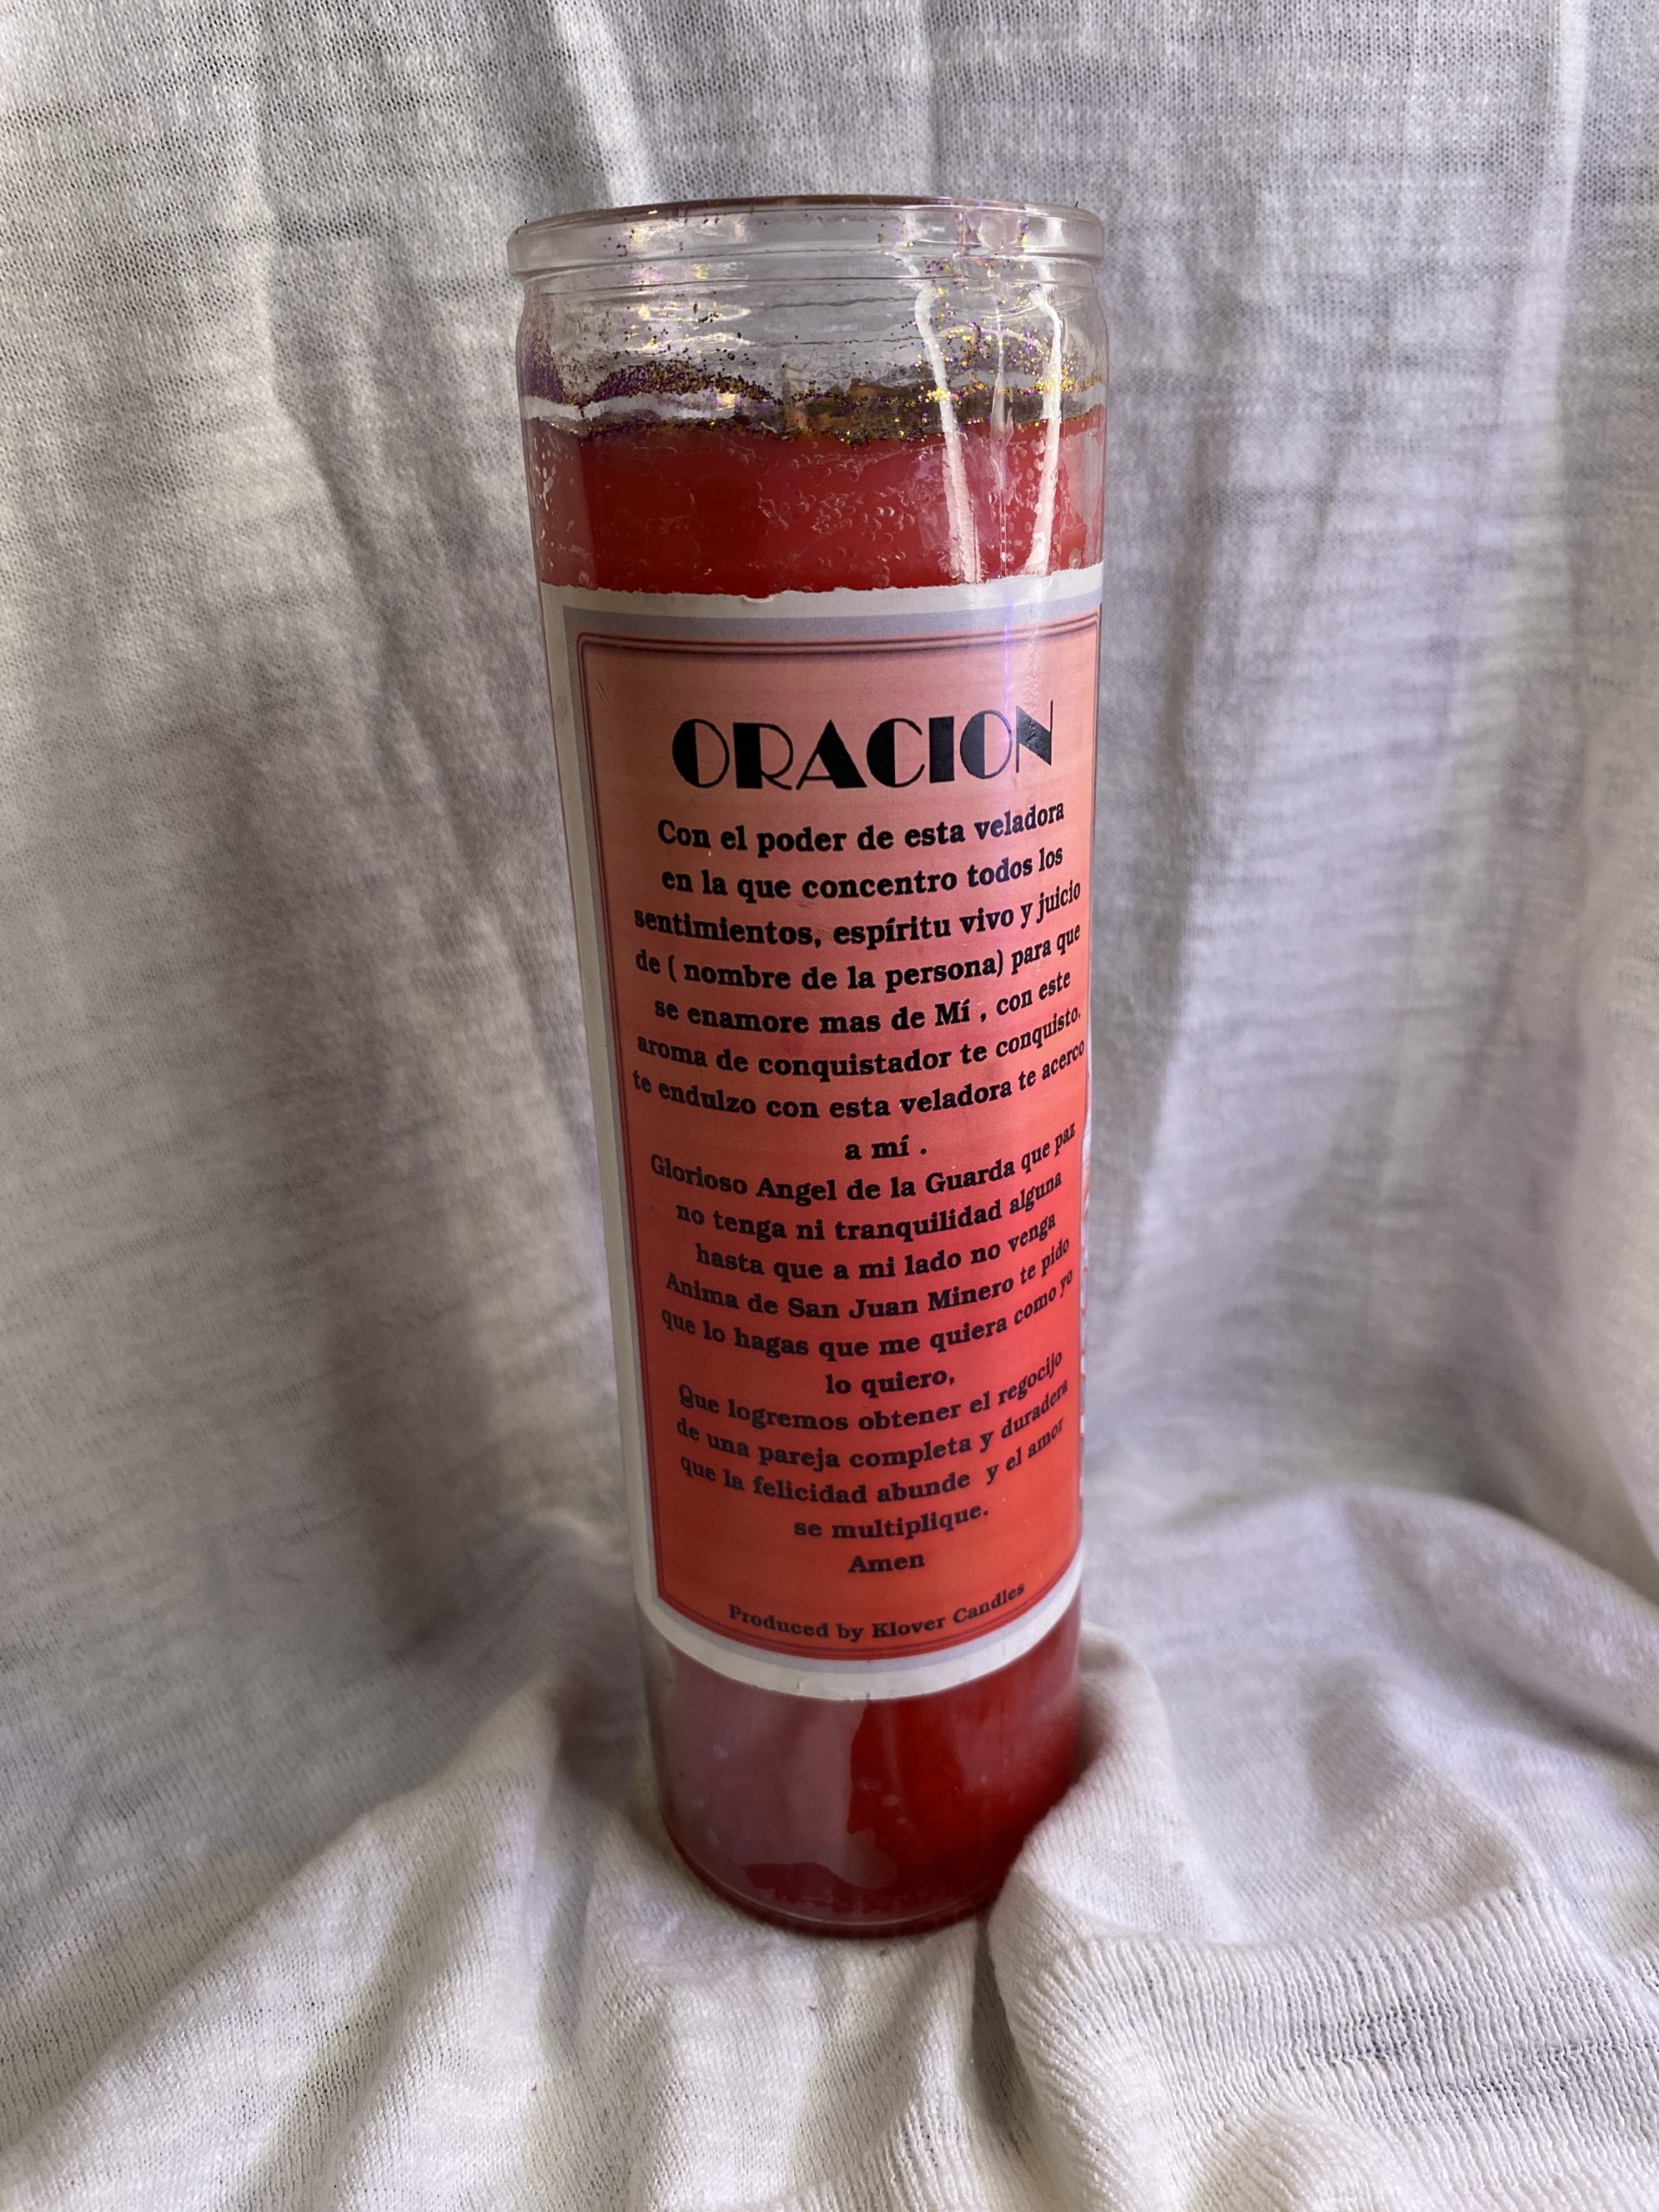 ORACION
Con el poder de esta veladora
en la que concentro todos los
sentimientos, espíritu vivo y juicio
de ( nombre de la persona) para que
se enamore mas de Mí , con este
aroma de conquistador te conquisto.
te endulzo con esta veladora te acerco
a mí .
Glorioso Angel de la Guarda que paz
no tenga ni tranquilidad alguna
hasta que a mi lado no venga
Anima de San Juan Minero te pido
que lo hagas que me quiera como yo
lo quiero,
Que logremos obtener el regocijo
de una pareja completa y duradera
que la felicidad abunde y el amor
se multiplique.
Amen
Produced by Klover Candles